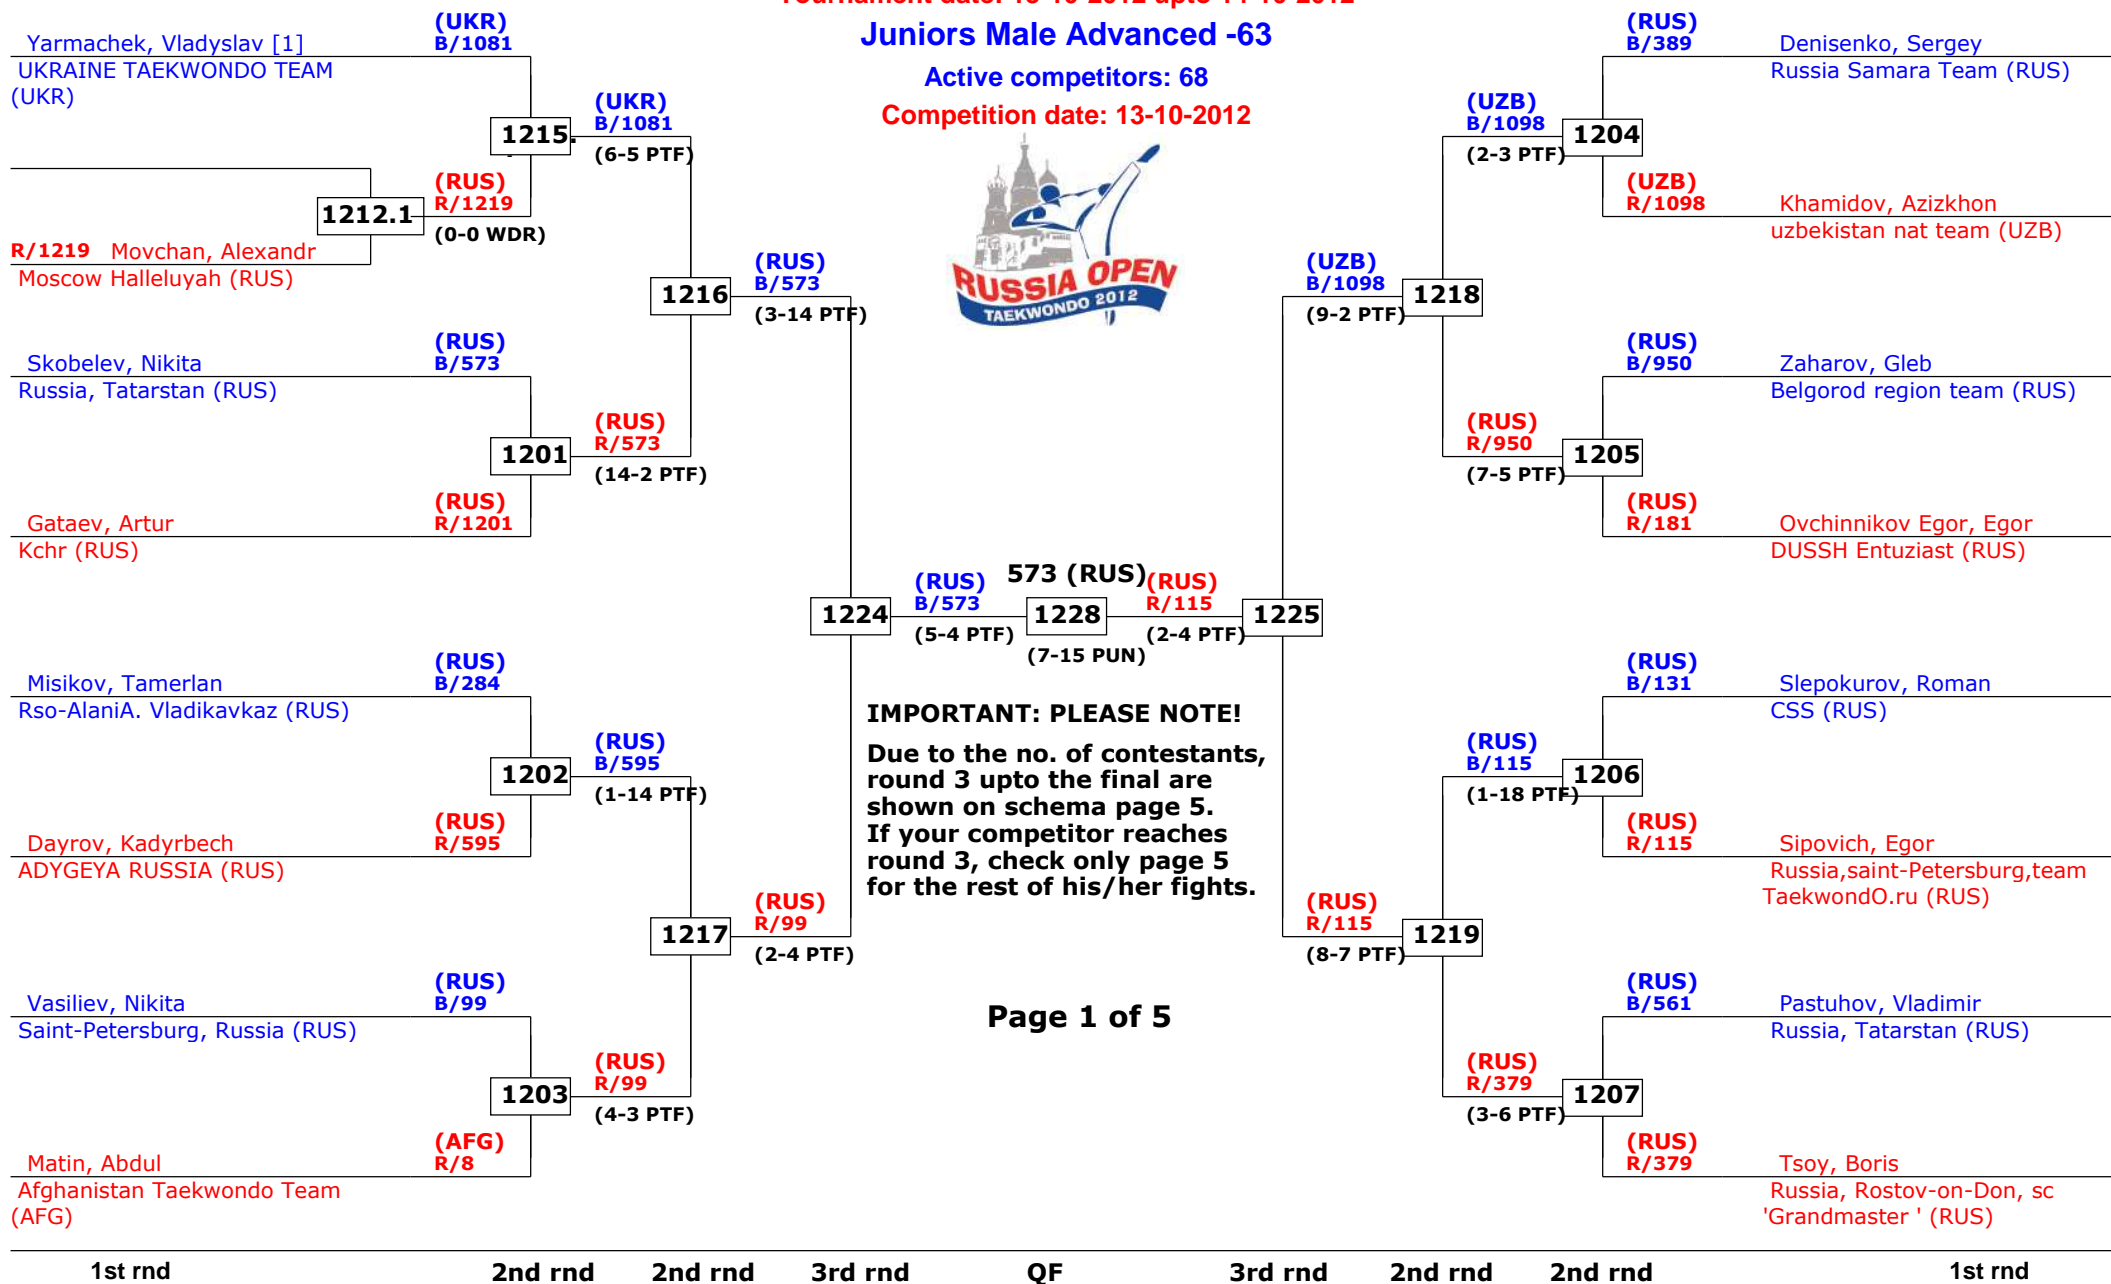 Tournament date: 13-10-2012 upto 14-10-2012
Juniors Male Advanced -63
Active competitors: 68
Competition date: 13-10-2012
RUSSIA OPEN
TAEKWONDO 2012
Yarmachek, Vladyslav [1]
UKRAINE TAEKWONDO TEAM
(UKR)
(UKR)
B/1081
1215.
(UKR)
B/1081
(6-5 PTF)
1212.1
(RUS)
R/1219
(0-0 WDR)
R/1219 Movchan, Alexandr
Moscow Halleluyah (RUS)
1216
(RUS)
B/573
(3-14 PTF)
Skobelev, Nikita
Russia, Tatarstan (RUS)
(RUS)
B/573
1201
(RUS)
R/573
(14-2 PTF)
Gataev, Artur
Kchr (RUS)
(RUS)
R/1201
1224
(RUS)
B/573
(5-4 PTF)
573 (RUS)
1228
(7-15 PUN)
(RUS)
R/115
(2-4 PTF)
1225
Misikov, Tamerlan
Rso-AlaniA. Vladikavkaz (RUS)
(RUS)
B/284
1202
(RUS)
B/595
(1-14 PTF)
Dayrov, Kadyrbech
ADYGEYA RUSSIA (RUS)
(RUS)
R/595
1217
(RUS)
R/99
(2-4 PTF)
Vasiliev, Nikita
Saint-Petersburg, Russia (RUS)
(RUS)
B/99
1203
(RUS)
R/99
(4-3 PTF)
Matin, Abdul
Afghanistan Taekwondo Team
(AFG)
(AFG)
R/8
IMPORTANT: PLEASE NOTE!
Due to the no. of contestants,
round 3 upto the final are
shown on schema page 5.
If your competitor reaches
round 3, check only page 5
for the rest of his/her fights.
Page 1 of 5
(RUS)
B/389
Denisenko, Sergey
Russia Samara Team (RUS)
(UZB)
B/1098
(2-3 PTF)
1204
(UZB)
R/1098
Khamidov, Azizkhon
uzbekistan nat team (UZB)
(UZB)
B/1098
(9-2 PTF)
1218
(RUS)
B/950
Zaharov, Gleb
Belgorod region team (RUS)
(RUS)
R/950
(7-5 PTF)
1205
(RUS)
R/181
Ovchinnikov Egor, Egor
DUSSH Entuziast (RUS)
(RUS)
B/131
Slepokurov, Roman
CSS (RUS)
(RUS)
B/115
(1-18 PTF)
1206
(RUS)
R/115
Sipovich, Egor
Russia,saint-Petersburg,team
TaekwondO.ru (RUS)
(RUS)
R/115
(8-7 PTF)
1219
(RUS)
B/561
Pastuhov, Vladimir
Russia, Tatarstan (RUS)
(RUS)
R/379
(3-6 PTF)
1207
(RUS)
R/379
Tsoy, Boris
Russia, Rostov-on-Don, sc
'Grandmaster ' (RUS)
1st rnd 2nd rnd 2nd rnd 3rd rnd QF 3rd rnd 2nd rnd 2nd rnd 1st rnd